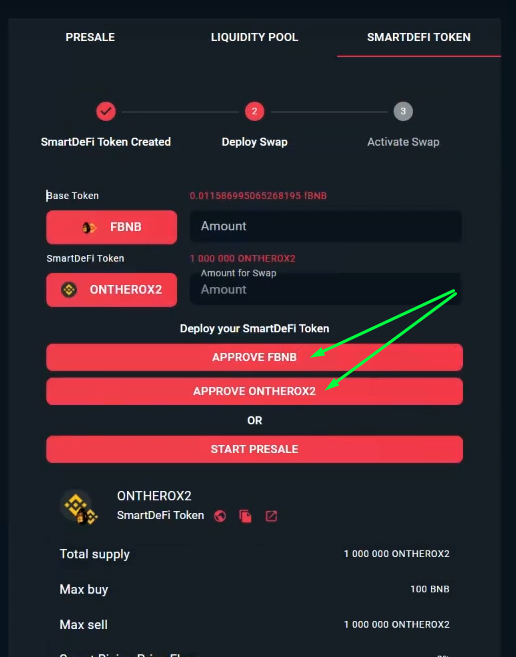 PRESALE LIQUIDITY POOL SMARTDEFI TOKEN
2 3
SmartDeFi Token Created Deploy Swap Activate Swap
Base Token 0.011586995065268195 fBNB
FBNB Amount
SmartDeFi Token 1 000 000 ONTHEROX2
Amount for Swap
ONTHEROX2 Amount
Deploy your SmartDeFi Token
APPROVE FBNB
APPROVE ONTHEROX2
OR
START PRESALE
ONTHEROX2
SmartDeFi Token
Total supply 1 000 000 ONTHEROX2
Max buy 100 BNB
Max sell 1 000 000 ONTHEROX2